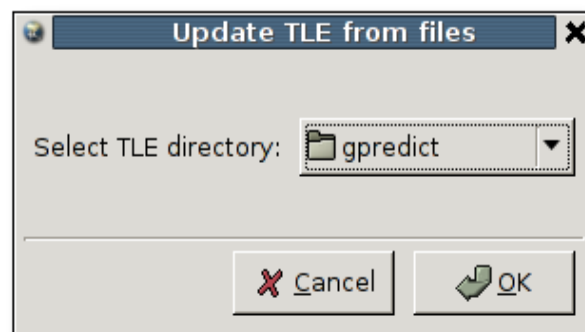 Update TLE from files
Select TLE directory: gpredict
Cancel OK